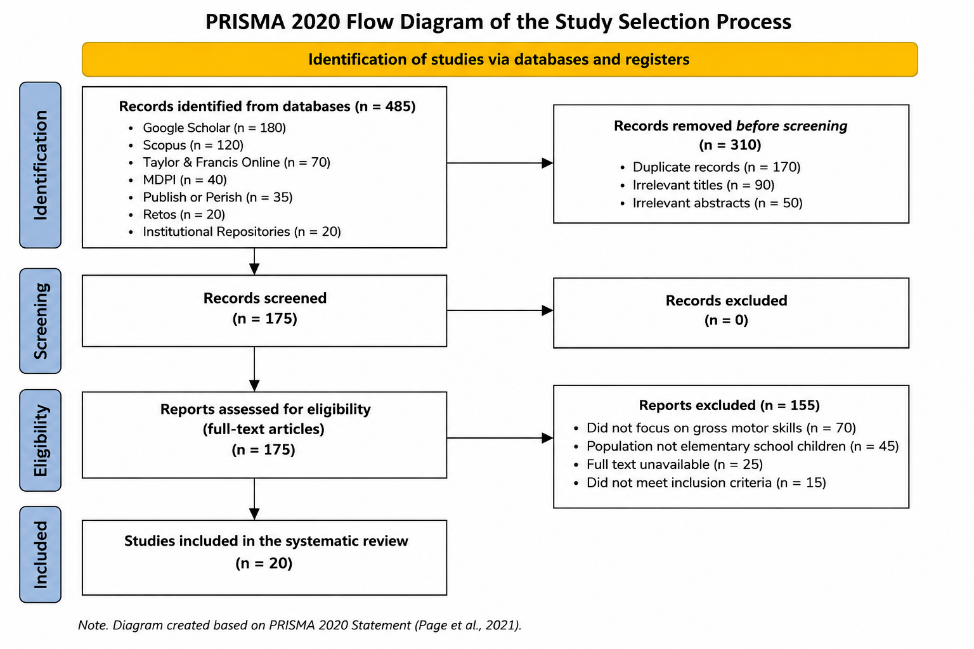 PRISMA 2020 Flow Diagram of the Study Selection Process
Identification of studies via databases and registers
Identification
Records identified from databases (n = 485)
• Google Scholar (n = 180)
• Scopus (n = 120)
• Taylor & Francis Online (n = 70)
• MDPI (n = 40)
• Publish or Perish (n = 35)
• Retos (n = 20)
• Institutional Repositories (n = 20)
Records removed before screening
(n = 310)
• Duplicate records (n = 170)
• Irrelevant titles (n = 90)
• Irrelevant abstracts (n = 50)
Screening
Records screened
(n = 175)
Records excluded
(n = 0)
Eligibility
Reports assessed for eligibility
(full-text articles)
(n = 175)
Reports excluded (n = 155)
• Did not focus on gross motor skills (n = 70)
• Population not elementary school children (n = 45)
• Full text unavailable (n = 25)
• Did not meet inclusion criteria (n = 15)
Included
Studies included in the systematic review
(n = 20)
Note. Diagram created based on PRISMA 2020 Statement (Page et al., 2021).